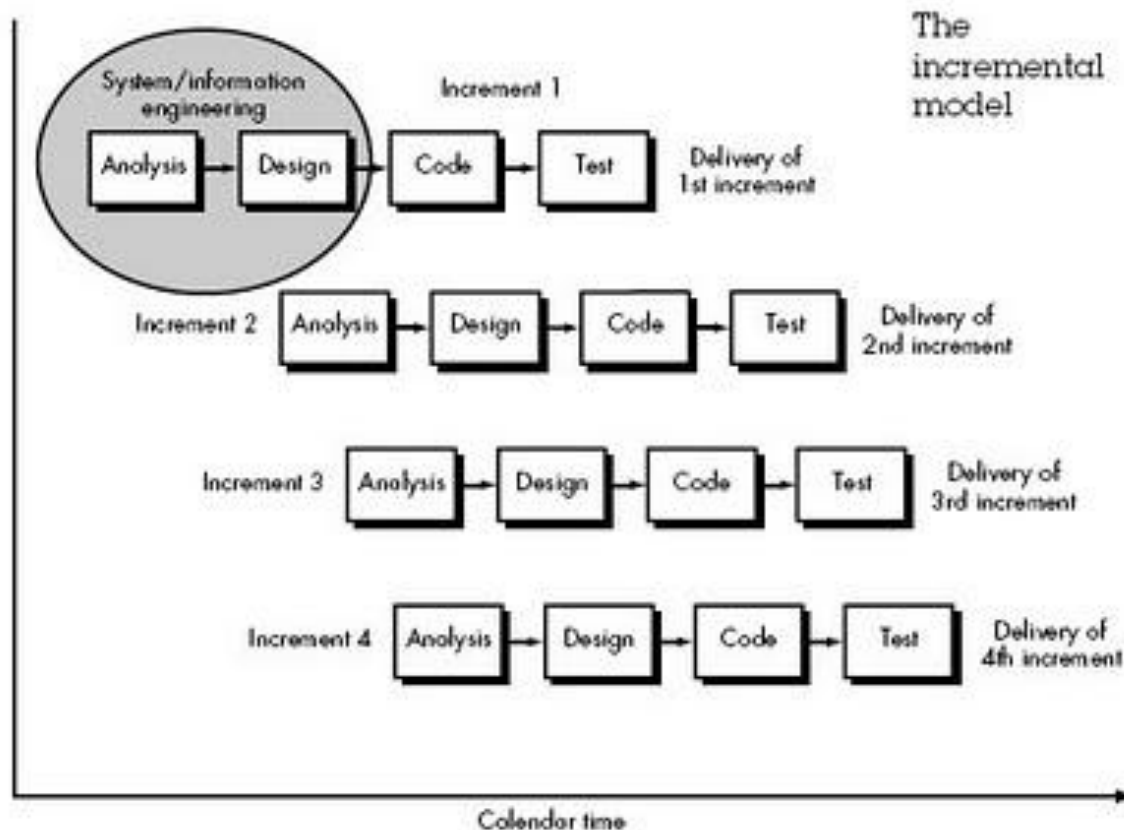 The
incremental
model
System/information
engineering
Increment 1
Analysis
Design
Code
Test
Delivery of
1st increment
Increment 2
Analysis
Design
Code
Test
Delivery of
2nd increment
Increment 3
Analysis
Design
Code
Test
Delivery of
3rd increment
Increment 4
Analysis
Design
Code
Test
Delivery of
4th increment
Calendar time